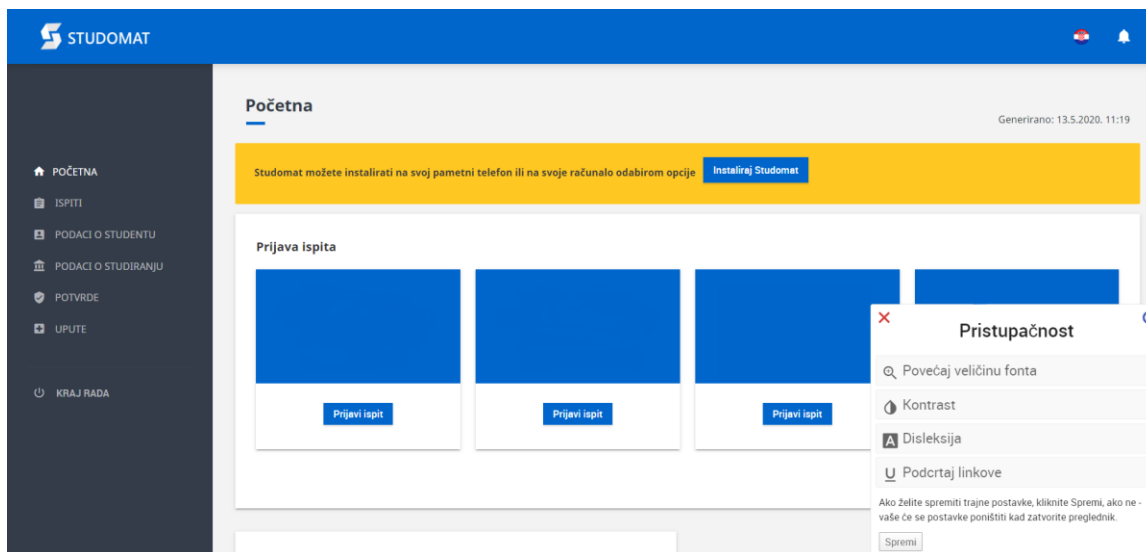 STUDOMAT
Početna
Generirano: 13.5.2020. 11:19
Studomat možete instalirati na svoj pametni telefon ili na svoje računalo odabirom opcije Instaliraj Studomat
POČETNA
ISPITI
PODACI O STUDENTU
PODACI O STUDIRANJU
POTVRDE
UPUTE
KRAJ RADA
Prijava ispita
Prijavi ispit
Prijavi ispit
Prijavi ispit
Pristupačnost
Povećaj veličinu fonta
Kontrast
A Disleksija
U Podcrtaj linkove
Ako želite spremiti trajne postavke, kliknite Spremi, ako ne -
vaše će se postavke poništiti kad zatvorite preglednik.
Spremi